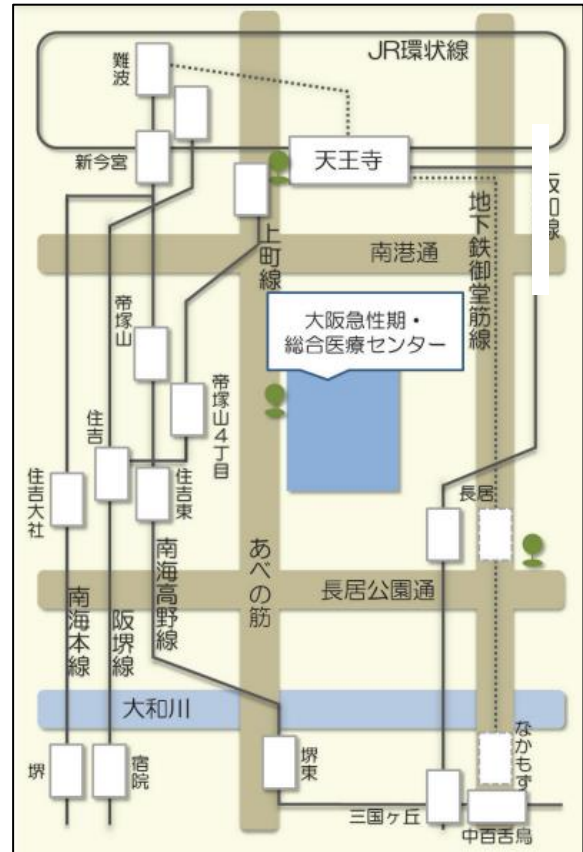 JR環状線
難波
天王寺
新今宮
阪和線
上町線
地下鉄御堂筋線
南港通
大阪急性期・
総合医療センター
帝塚山
帝塚山4丁目
住吉
住吉東
住吉大社
長居
南海本線
阪堺線
南海高野線
あべの筋
長居公園通
大和川
堺
宿院
堺東
三国ヶ丘
なかもず
中百舌鳥